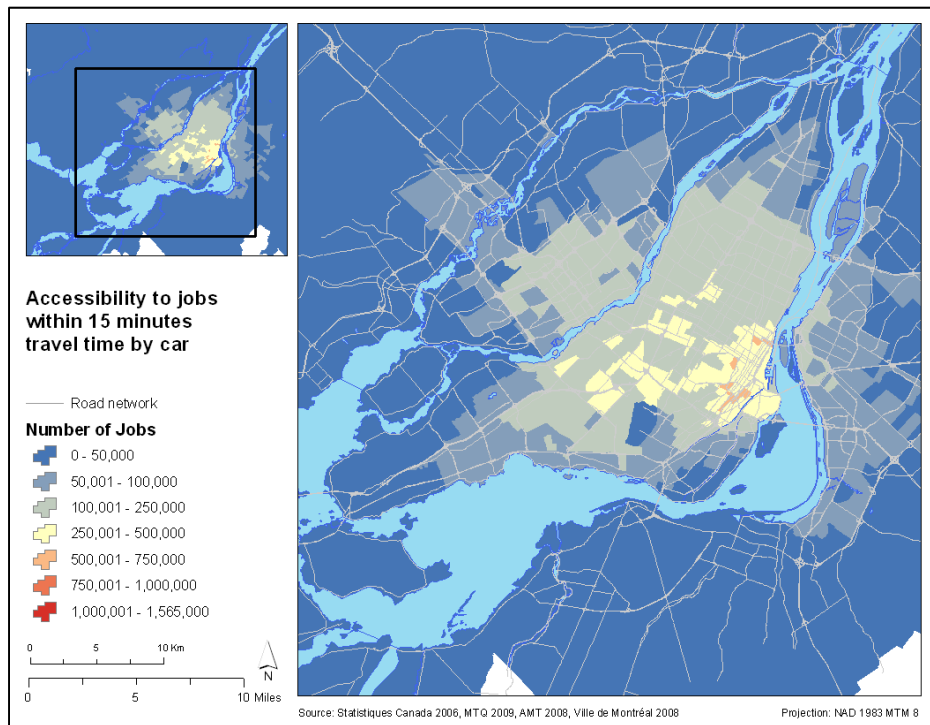 Accessibility to jobs
within 15 minutes
travel time by car
Road network
Number of Jobs
0 - 50,000
50,001 - 100,000
100,001 - 250,000
250,001 - 500,000
500,001 - 750,000
750,001 - 1,000,000
1,000,001 - 1,565,000
0 5 10 Km
N
0 5 10 Miles
Source: Statistiques Canada 2006, MTQ 2009, AMT 2008, Ville de Montréal 2008 Projection: NAD 1983 MTM 8